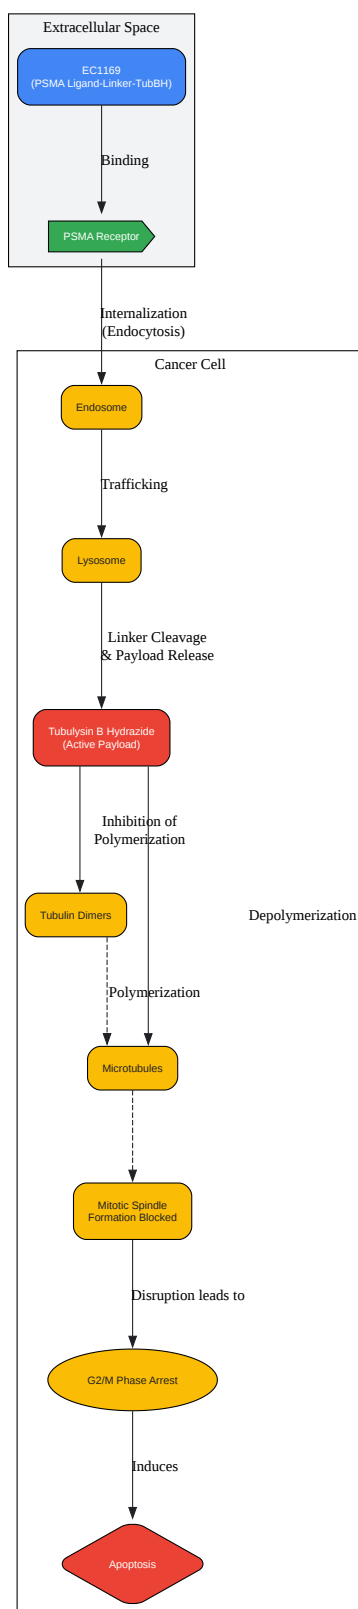 Extracellular Space
EC1169
(PSMA Ligand-Linker-TubBH)
Binding
PSMA Receptor
Internalization
(Endocytosis)
Cancer Cell
Endosome
Trafficking
Lysosome
Linker Cleavage
& Payload Release
Tubulysin B Hydrazide
(Active Payload)
Inhibition of
Polymerization
Tubulin Dimers
Depolymerization
Polymerization
Microtubules
Mitotic Spindle
Formation Blocked
Disruption leads to
G2/M Phase Arrest
Induces
Apoptosis